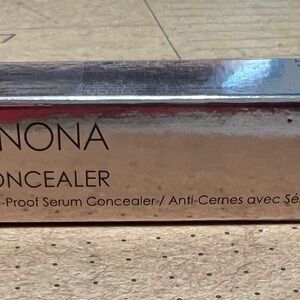 NONA
ONCEALER
-Proof Serum Concealer / Anti-Cernes avec Sé